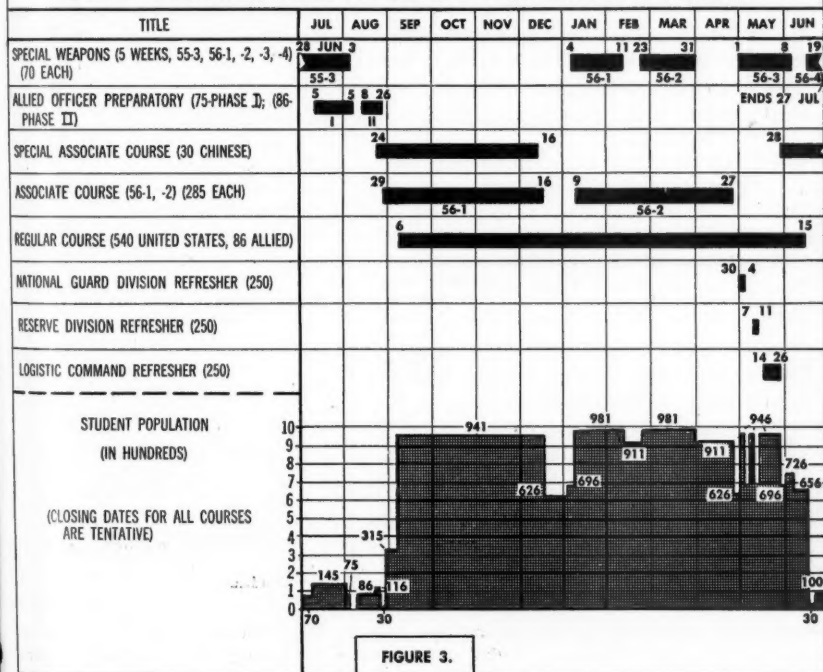 TITLE JUL AUG SEP OCT NOV DEC JAN FEB MAR APR MAY JUN
28 JUN 3 4 11 23 31 1 8 19
SPECIAL WEAPONS (5 WEEKS, 55-3, 56-1, -2, -3, -4)
(70 EACH)
55-3 56-1 56-2 56-3 56-4
5 5 8 26 ENDS 27 JUL
ALLIED OFFICER PREPARATORY (75-PHASE I); (86-
PHASE II)
I II
24 16 28
SPECIAL ASSOCIATE COURSE (30 CHINESE)
29 16 9 27
ASSOCIATE COURSE (56-1, -2) (285 EACH)
56-1 56-2
6 15
REGULAR COURSE (540 UNITED STATES, 86 ALLIED)
30 4
NATIONAL GUARD DIVISION REFRESHER (250)
7 11
RESERVE DIVISION REFRESHER (250)
14 26
LOGISTIC COMMAND REFRESHER (250)
STUDENT POPULATION
(IN HUNDREDS)
(CLOSING DATES FOR ALL COURSES
ARE TENTATIVE)
10
9
8
7
6
5
4
3
2
1
0
941 981 981 946
911 911
726
626 696 626 696 656
315
145 75 86 116 100
70 30 30
FIGURE 3.